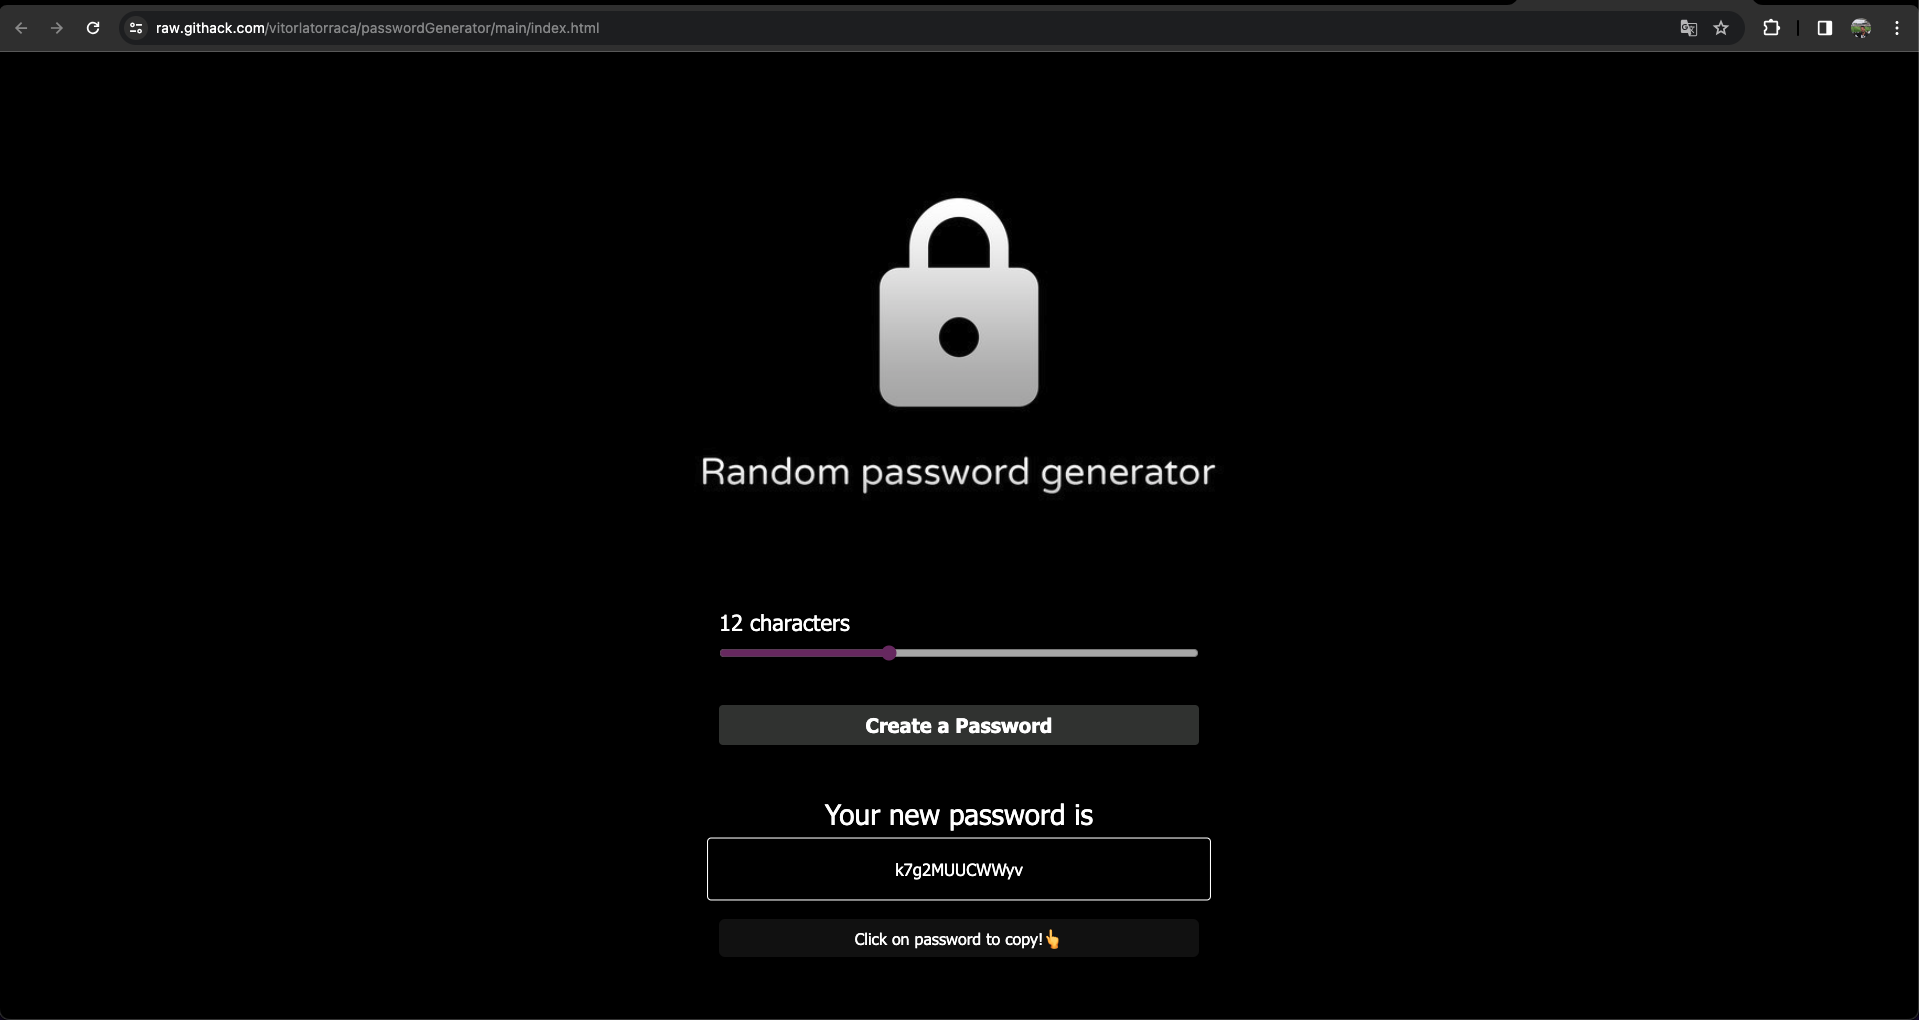 raw.githack.com/vitorlatorraca/passwordGenerator/main/index.html
Random password generator
12 characters
Create a Password
Your new password is
k7g2MUUCWWyv
Click on password to copy!👆